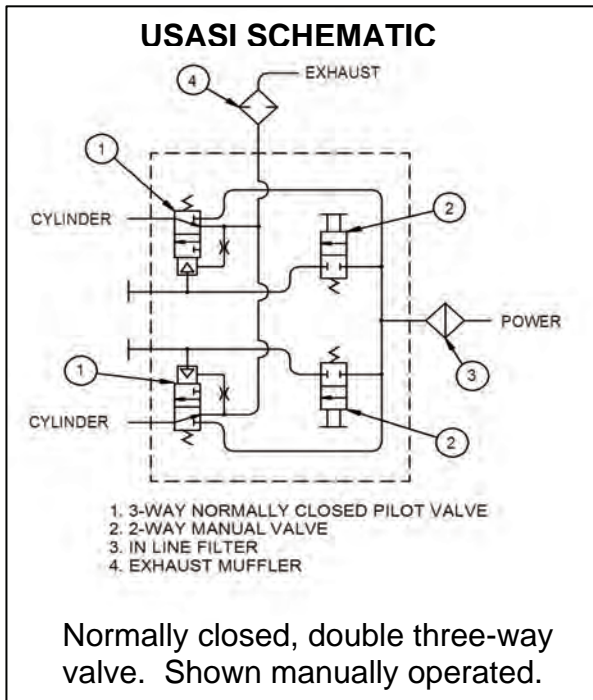 USASI SCHEMATIC
EXHAUST
4
1
CYLINDER
2
POWER
3
1
CYLINDER
2
1. 3-WAY NORMALLY CLOSED PILOT VALVE
2. 2-WAY MANUAL VALVE
3. IN LINE FILTER
4. EXHAUST MUFFLER
Normally closed, double three-way
valve. Shown manually operated.